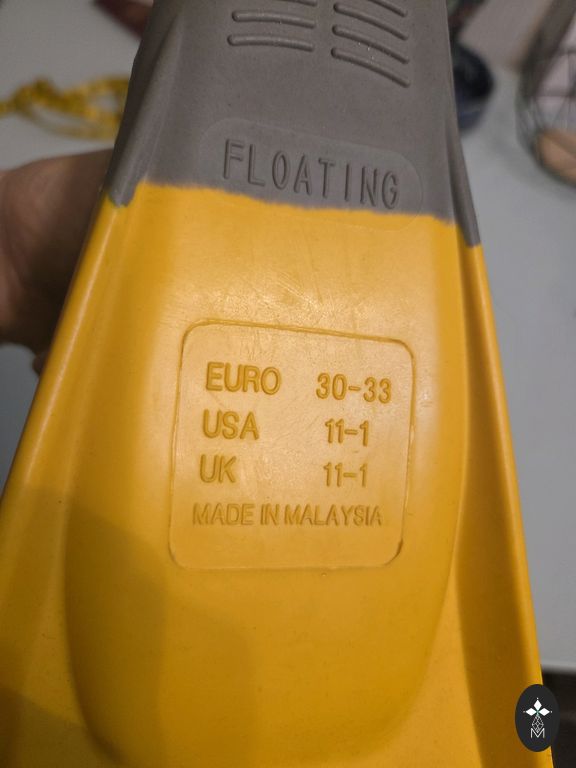 FLOATING
EURO 30-33
USA 11-1
UK 11-1
MADE IN MALAYSIA
M